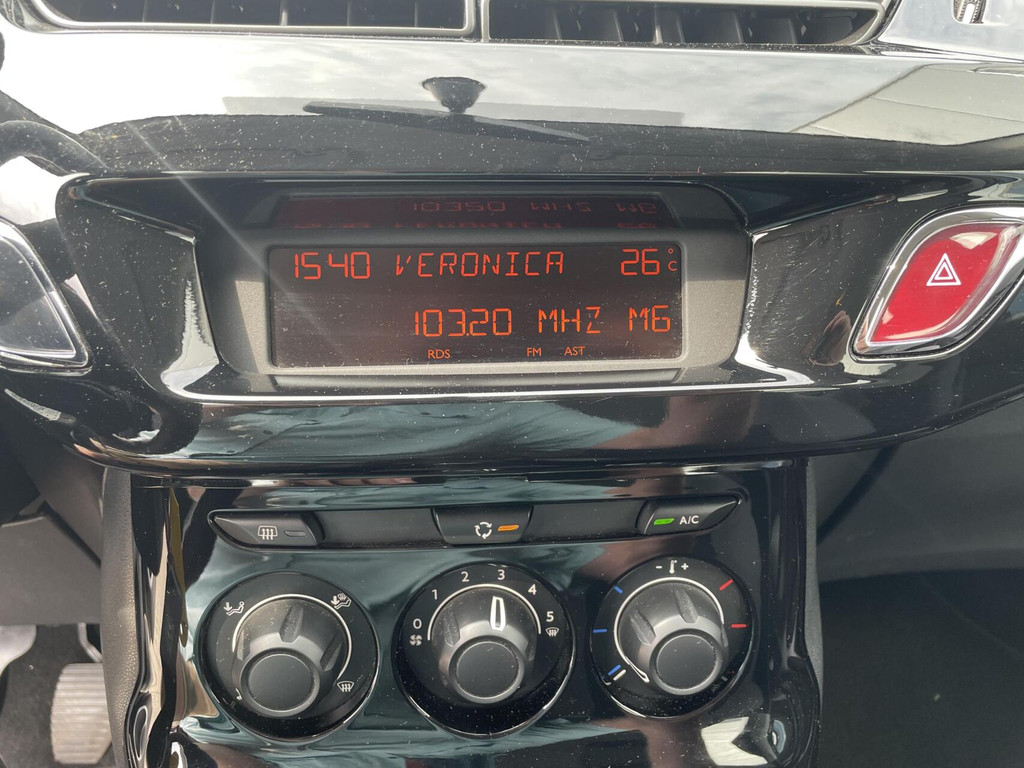 15:40 VERONICA 26°C
103.20 MHZ M6
RDS FM AST
A/C
0 1 2 3 4 5
- +